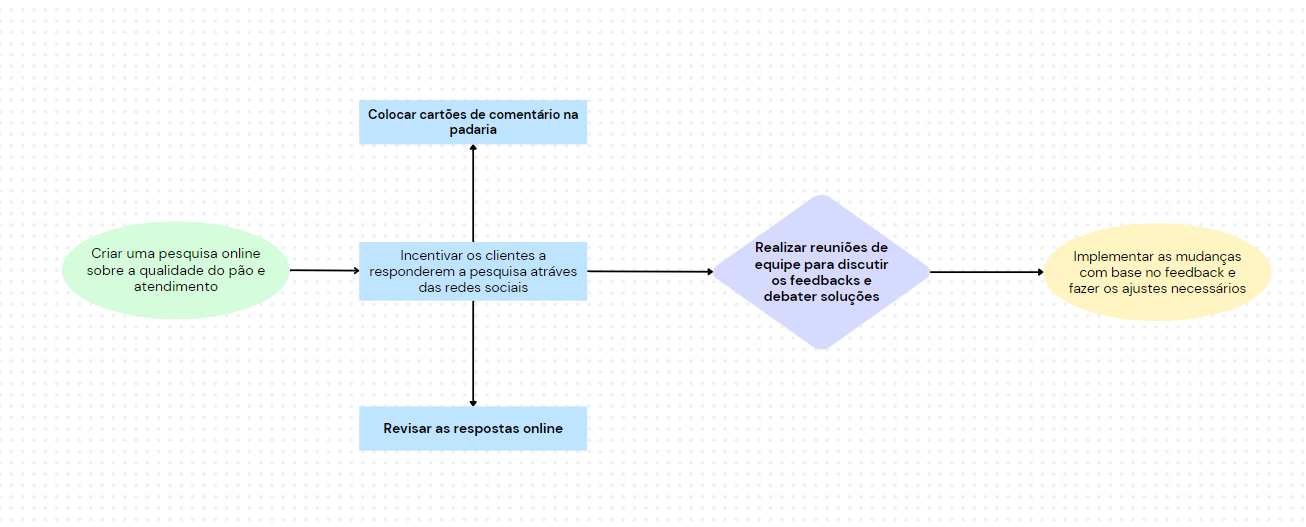 Colocar cartões de comentário na
padaria
Criar uma pesquisa online
sobre a qualidade do pão e
atendimento
Incentivar os clientes a
responderem a pesquisa atráves
das redes sociais
Realizar reuniões de
equipe para discutir
os feedbacks e
debater soluções
Implementar as mudanças
com base no feedback e
fazer os ajustes necessários
Revisar as respostas online